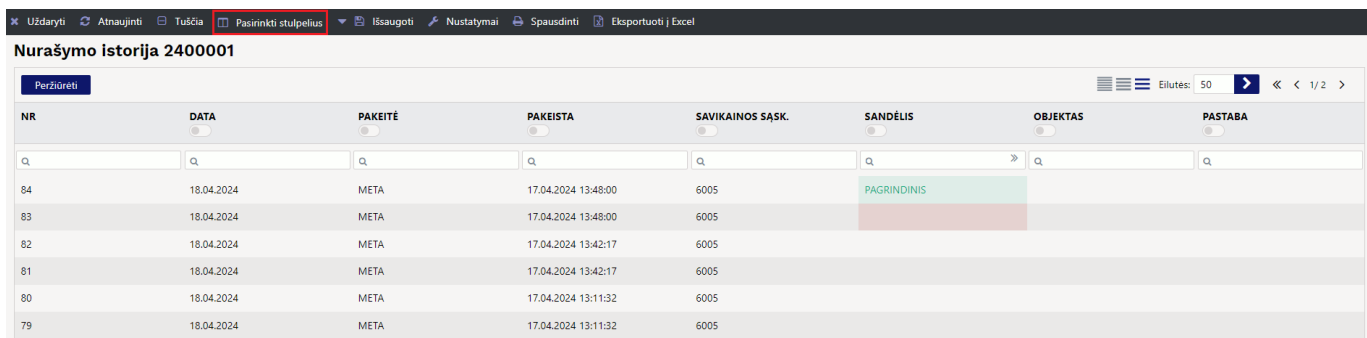 Uždaryti Atnaujinti Tuščia Pasirinkti stulpelius Išsaugoti Nustatymai Spausdinti Eksportuoti į Excel
Nurašymo istorija 2400001
Peržiūrėti Eilutės: 50 1/ 2
NR DATA PAKEITĖ PAKEISTA SAVIKAINOS SĄSK. SANDĖLIS OBJEKTAS PASTABA
84 18.04.2024 META 17.04.2024 13:48:00 6005 PAGRINDINIS
83 18.04.2024 META 17.04.2024 13:48:00 6005
82 18.04.2024 META 17.04.2024 13:42:17 6005
81 18.04.2024 META 17.04.2024 13:42:17 6005
80 18.04.2024 META 17.04.2024 13:11:32 6005
79 18.04.2024 META 17.04.2024 13:11:32 6005